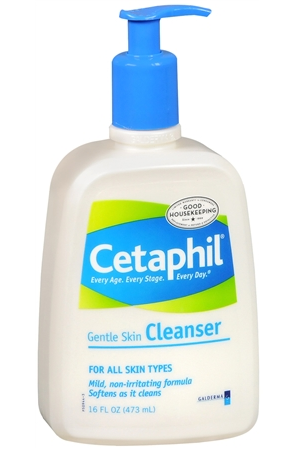 GOOD
HOUSEKEEPING
Cetaphil®
Every Age. Every Stage. Every Day.®
Gentle Skin Cleanser
FOR ALL SKIN TYPES
Mild, non-irritating formula
Softens as it cleans
16 FL OZ (473 mL)
GALDERMA